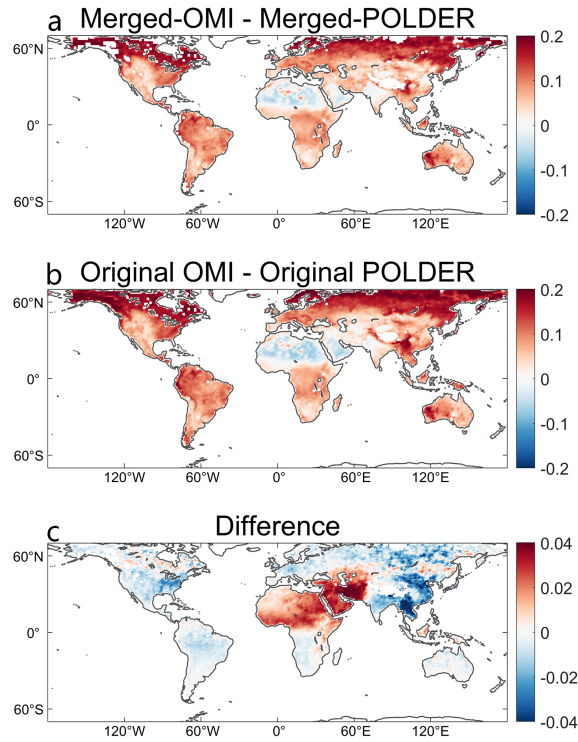 a Merged-OMI - Merged-POLDER
60°N
0°
60°S
120°W 60°W 0° 60°E 120°E
0.2
0.1
0
-0.1
-0.2
b Original OMI - Original POLDER
60°N
0°
60°S
120°W 60°W 0° 60°E 120°E
0.2
0.1
0
-0.1
-0.2
c Difference
60°N
0°
60°S
120°W 60°W 0° 60°E 120°E
0.04
0.02
0
-0.02
-0.04